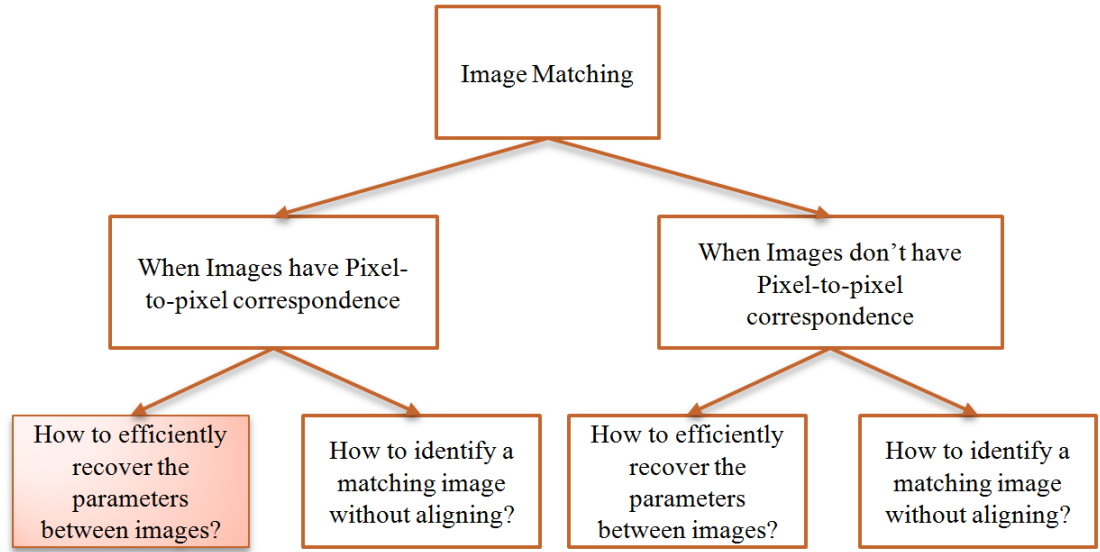 Image Matching
When Images have Pixel-
to-pixel correspondence
When Images don’t have
Pixel-to-pixel
correspondence
How to efficiently
recover the
parameters
between images?
How to identify a
matching image
without aligning?
How to efficiently
recover the
parameters
between images?
How to identify a
matching image
without aligning?